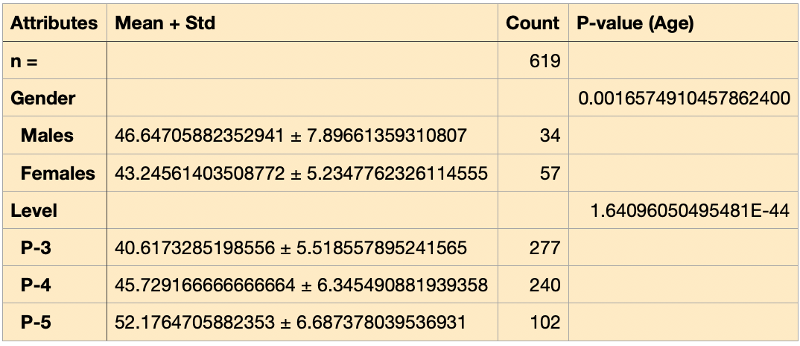 Attributes Mean + Std Count P-value (Age)
n = 619
Gender 0.0016574910457862400
Males 46.64705882352941 ± 7.89661359310807 34
Females 43.24561403508772 ± 5.2347762326114555 57
Level 1.64096050495481E-44
P-3 40.6173285198556 ± 5.518557895241565 277
P-4 45.729166666666664 ± 6.345490881939358 240
P-5 52.1764705882353 ± 6.687378039536931 102